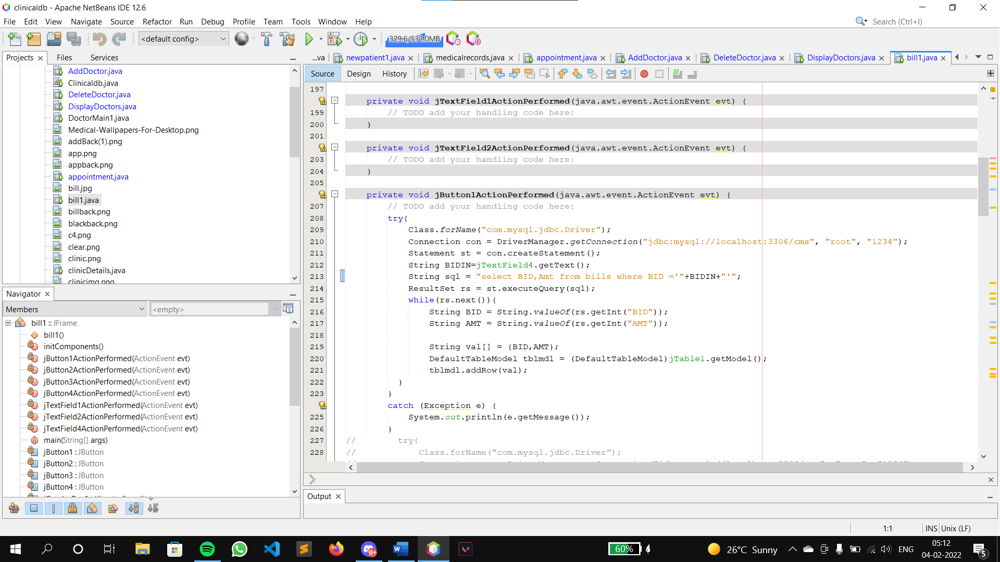 clinicaldb - Apache NetBeans IDE 12.6
File Edit View Navigate Source Refactor Run Debug Profile Team Tools Window Help
Search (Ctrl+I)
<default config>
329.6/531.0MB
Projects Files Services
AddDoctor.java
Clinicaldb.java
DeleteDoctor.java
DisplayDoctors.java
DoctorMain1.java
Medical-Wallpapers-For-Desktop.png
addBack(1).png
app.png
appback.png
appointment.java
bill.jpg
bill1.java
billback.png
blackback.png
c4.png
clear.png
clinic.png
clinicDetails.java
clinicimg.png
Navigator
Members
<empty>
bill1 :: JFrame
bill1()
initComponents()
jButton1ActionPerformed(ActionEvent evt)
jButton2ActionPerformed(ActionEvent evt)
jButton3ActionPerformed(ActionEvent evt)
jButton4ActionPerformed(ActionEvent evt)
jTextField1ActionPerformed(ActionEvent evt)
jTextField2ActionPerformed(ActionEvent evt)
jTextField4ActionPerformed(ActionEvent evt)
main(String[] args)
jButton1 : JButton
jButton2 : JButton
jButton3 : JButton
jButton4 : JButton
...va newpatient1.java medicalrecords.java appointment.java AddDoctor.java DeleteDoctor.java DisplayDoctors.java bill1.java
Source Design History
197
private void jTextField1ActionPerformed(java.awt.event.ActionEvent evt) {
199 // TODO add your handling code here:
200 }
201
private void jTextField2ActionPerformed(java.awt.event.ActionEvent evt) {
203 // TODO add your handling code here:
204 }
205
private void jButton1ActionPerformed(java.awt.event.ActionEvent evt) {
207 // TODO add your handling code here:
208 try{
209 Class.forName("com.mysql.jdbc.Driver");
210 Connection con = DriverManager.getConnection("jdbc:mysql://localhost:3306/cms", "root", "1234");
211 Statement st = con.createStatement();
212 String BIDIN=jTextField4.getText();
213 String sql = "select BID,Amt from bills where BID ='"+BIDIN+"'";
214 ResultSet rs = st.executeQuery(sql);
215 while(rs.next()){
216 String BID = String.valueOf(rs.getInt("BID"));
217 String AMT = String.valueOf(rs.getInt("AMT"));
218
219 String val[] = {BID,AMT};
220 DefaultTableModel tblmdl = (DefaultTableModel)jTable1.getModel();
221 tblmdl.addRow(val);
222 }
223 }
catch (Exception e) {
225 System.out.println(e.getMessage());
226 }
227 // try{
228 // Class.forName("com.mysql.jdbc.Driver");
Output
1:1 INS Unix (LF)
60% 26°C Sunny ENG 05:12
04-02-2022
9+
5